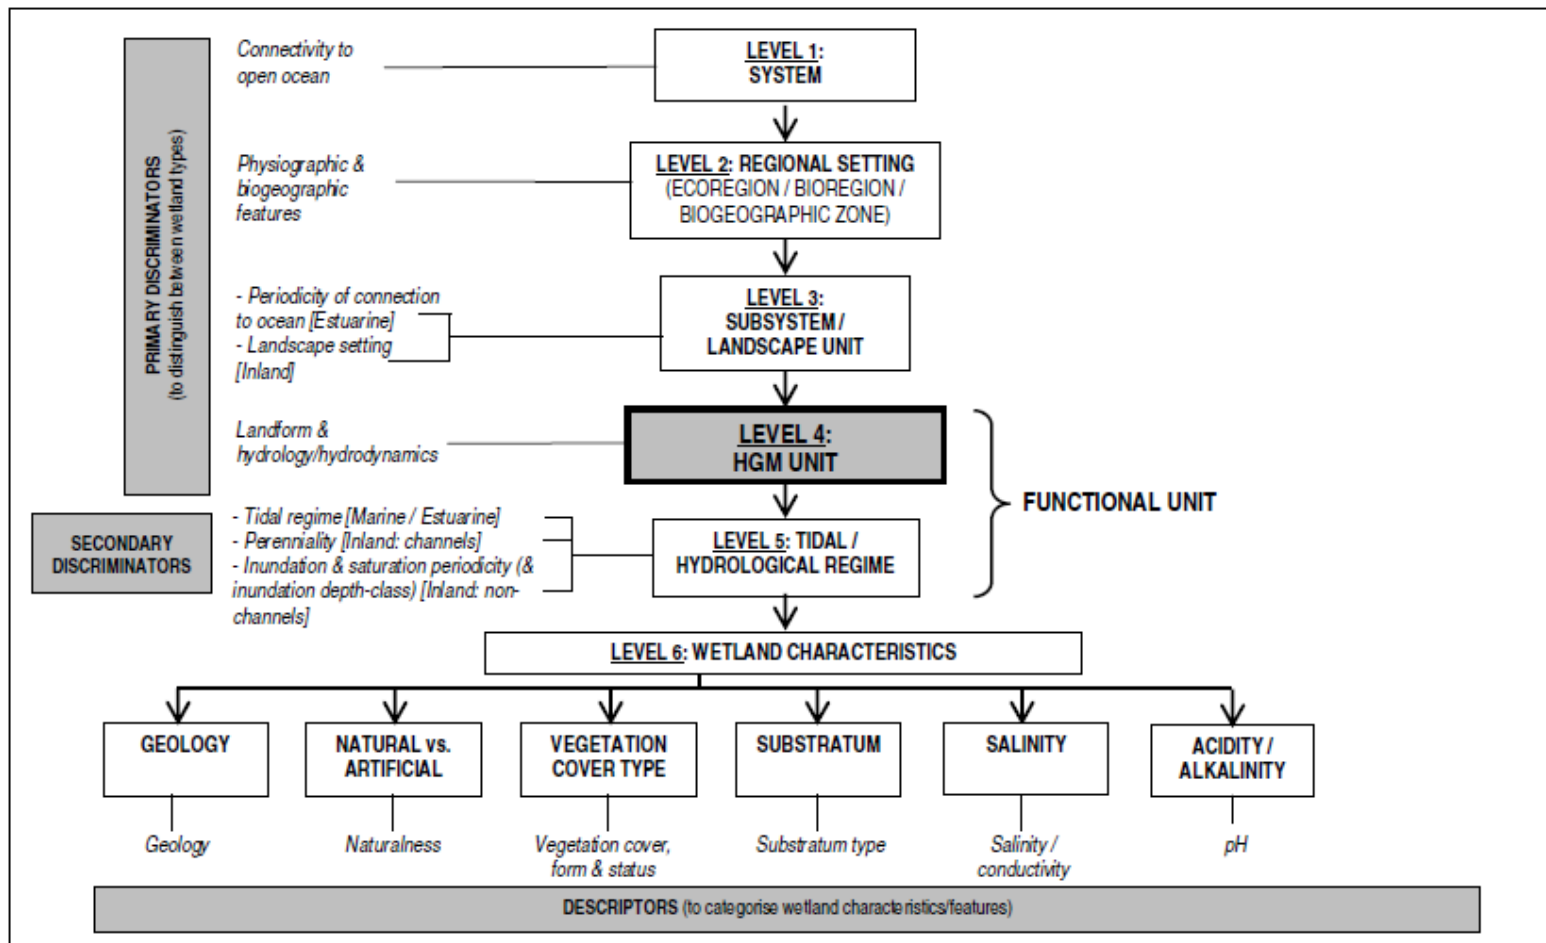 PRIMARY DISCRIMINATORS
(to distinguish between wetland types)
Connectivity to
open ocean
LEVEL 1:
SYSTEM
Physiographic &
biogeographic
features
LEVEL 2: REGIONAL SETTING
(ECOREGION / BIOREGION /
BIOGEOGRAPHIC ZONE)
- Periodicity of connection
to ocean [Estuarine]
- Landscape setting
[Inland]
LEVEL 3:
SUBSYSTEM /
LANDSCAPE UNIT
Landform &
hydrology/hydrodynamics
LEVEL 4:
HGM UNIT
FUNCTIONAL UNIT
SECONDARY
DISCRIMINATORS
- Tidal regime [Marine / Estuarine]
- Perenniality [Inland: channels]
- Inundation & saturation periodicity (&
inundation depth-class) [Inland: non-
channels]
LEVEL 5: TIDAL /
HYDROLOGICAL REGIME
LEVEL 6: WETLAND CHARACTERISTICS
GEOLOGY
NATURAL vs.
ARTIFICIAL
VEGETATION
COVER TYPE
SUBSTRATUM
SALINITY
ACIDITY /
ALKALINITY
Geology
Naturalness
Vegetation cover,
form & status
Substratum type
Salinity /
conductivity
pH
DESCRIPTORS (to categorise wetland characteristics/features)